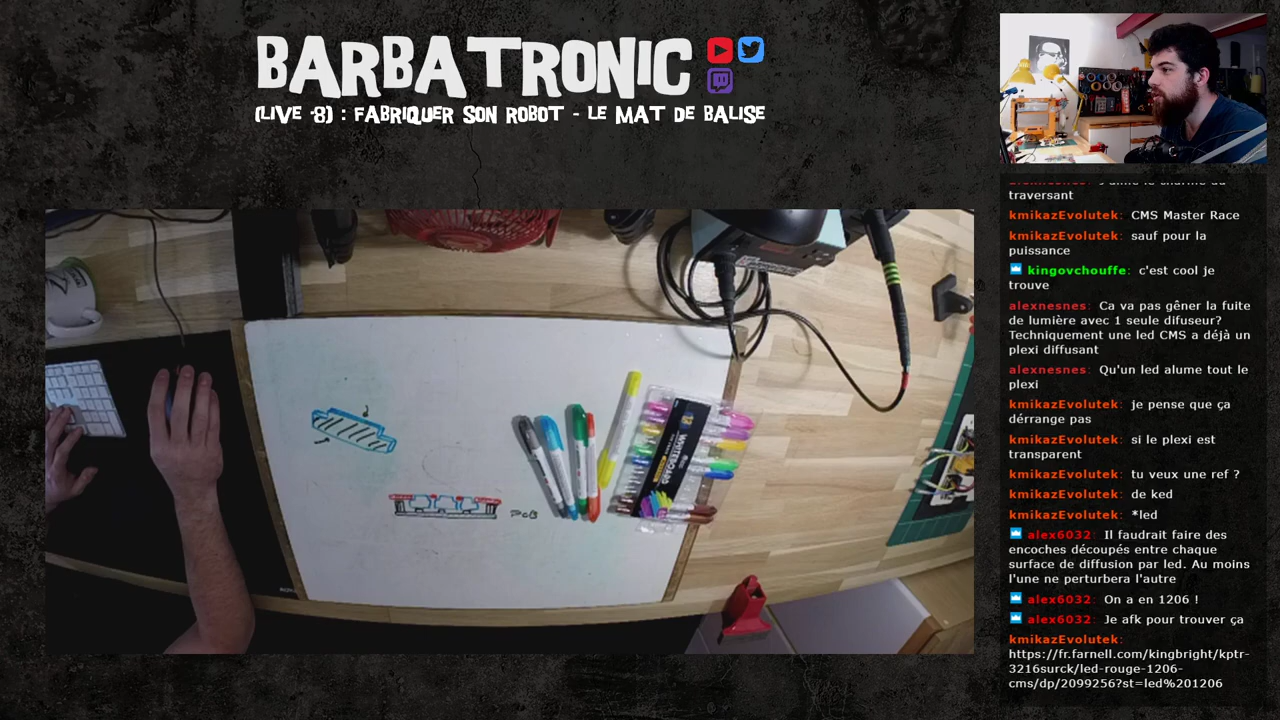 BARBATRONIC
(LIVE -8) : FABRIQUER SON ROBOT - LE MAT DE BALISE
traversant
kmikazEvolutek: CMS Master Race
kmikazEvolutek: sauf pour la
puissance
kingovchouffe: c'est cool je
trouve
alexnesnes: Ca va pas gêner la fuite
de lumière avec 1 seule difuseur?
Techniquement une led CMS a déjà un
plexi diffusant
alexnesnes: Qu'un led alume tout le
plexi
kmikazEvolutek: je pense que ça
dérrange pas
kmikazEvolutek: si le plexi est
transparent
kmikazEvolutek: tu veux une ref ?
kmikazEvolutek: de ked
kmikazEvolutek: *led
alex6032: Il faudrait faire des
encoches découpés entre chaque
surface de diffusion par led. Au moins
l'une ne perturbera l'autre
alex6032: On a en 1206 !
alex6032: Je afk pour trouver ça
kmikazEvolutek:
https://fr.farnell.com/kingbright/kptr-
3216surck/led-rouge-1206-
cms/dp/2099256?st=led%201206
PCB
WHITEBOARD